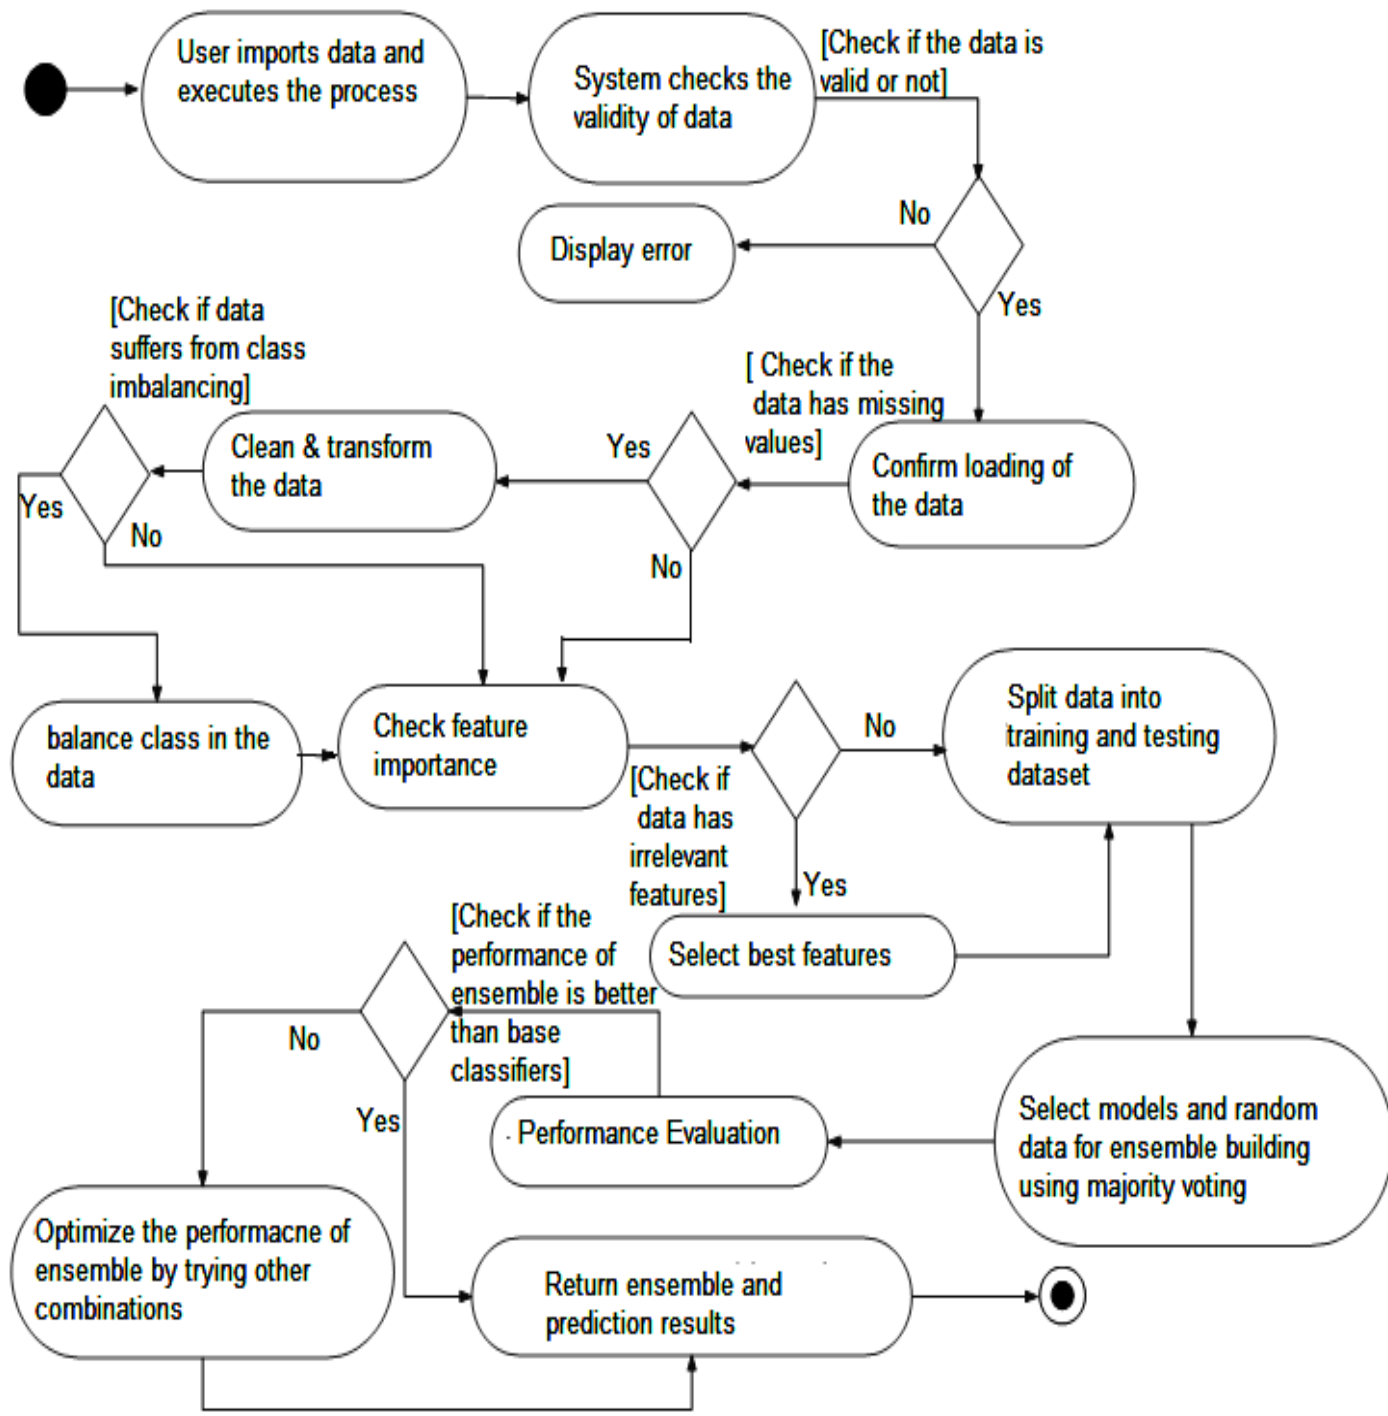 User imports data and
executes the process
System checks the
validity of data
[Check if the data is
valid or not]
No
Display error
Yes
[Check if data
suffers from class
imbalancing]
[ Check if the
data has missing
values]
Clean & transform
the data
Yes
Confirm loading of
the data
Yes
No
No
balance class in the
data
Check feature
importance
[Check if
data has
irrelevant
features]
No
Split data into
training and testing
dataset
Yes
Select best features
[Check if the
performance of
ensemble is better
than base
classifiers]
No
Yes
Performance Evaluation
Select models and random
data for ensemble building
using majority voting
Optimize the performacne of
ensemble by trying other
combinations
Return ensemble and
prediction results